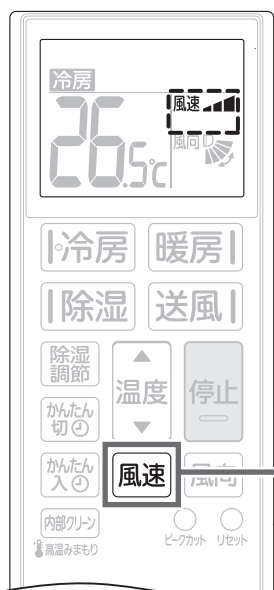 冷房
風速
26.5℃
風向
冷房 暖房
除湿 送風
除湿
調節
温度
停止
かんたん
切
かんたん
入
風速
風向
内部クリーン
高温みまもり
ピークカット リセット